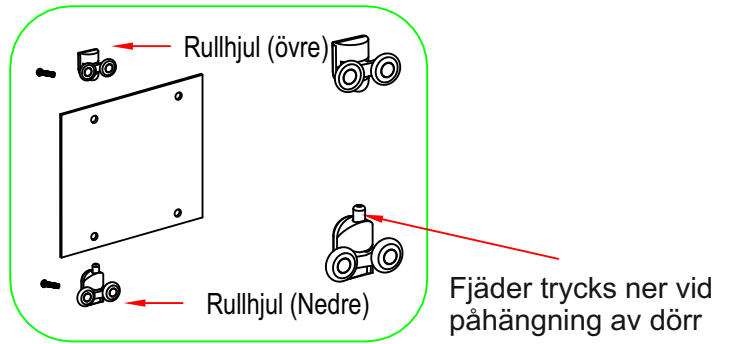 Rullhjul (övre)
Rullhjul (Nedre)
Fjäder trycks ner vid
påhängning av dörr